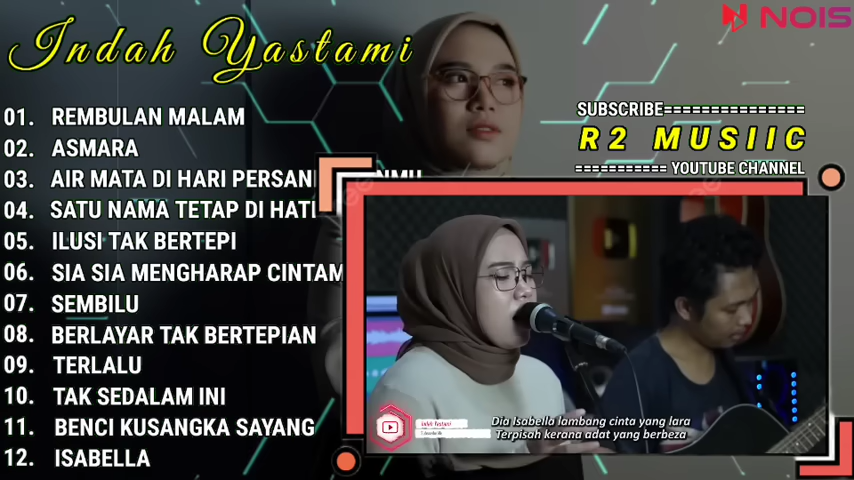 Indah Yastami
NOIS
01. REMBULAN MALAM
02. ASMARA
03. AIR MATA DI HARI
04. SATU NAMA TETAP DI HATI
05. ILUSI TAK BERTEPI
06. SIA SIA MENGHARAP
07. SEMBILU
08. BERLAYAR TAK BERTEPIAN
09. TERLALU
10. TAK SEDALAM INI
11. BENCI KUSANGKA SAYANG
12. ISABELLA
SUBSCRIBE===============
R2 MUSIIC
=========== YOUTUBE CHANNEL
Dia Isabella lambang cinta yang lara
Terpisah kerana adat yang berbeza